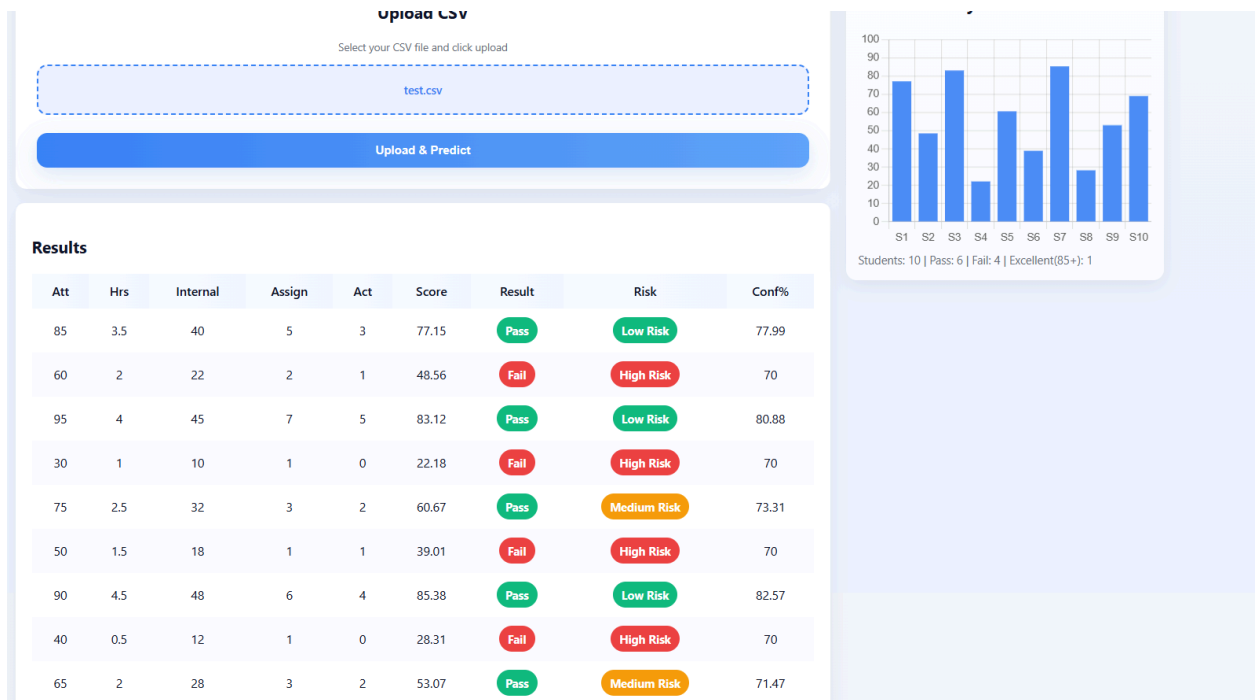 Upload CSV
Select your CSV file and click upload
test.csv
Upload & Predict
Results
Att Hrs Internal Assign Act Score Result Risk Conf%
85 3.5 40 5 3 77.15 Pass Low Risk 77.99
60 2 22 2 1 48.56 Fail High Risk 70
95 4 45 7 5 83.12 Pass Low Risk 80.88
30 1 10 1 0 22.18 Fail High Risk 70
75 2.5 32 3 2 60.67 Pass Medium Risk 73.31
50 1.5 18 1 1 39.01 Fail High Risk 70
90 4.5 48 6 4 85.38 Pass Low Risk 82.57
40 0.5 12 1 0 28.31 Fail High Risk 70
65 2 28 3 2 53.07 Pass Medium Risk 71.47
100
90
80
70
60
50
40
30
20
10
0
S1 S2 S3 S4 S5 S6 S7 S8 S9 S10
Students: 10 | Pass: 6 | Fail: 4 | Excellent(85+): 1